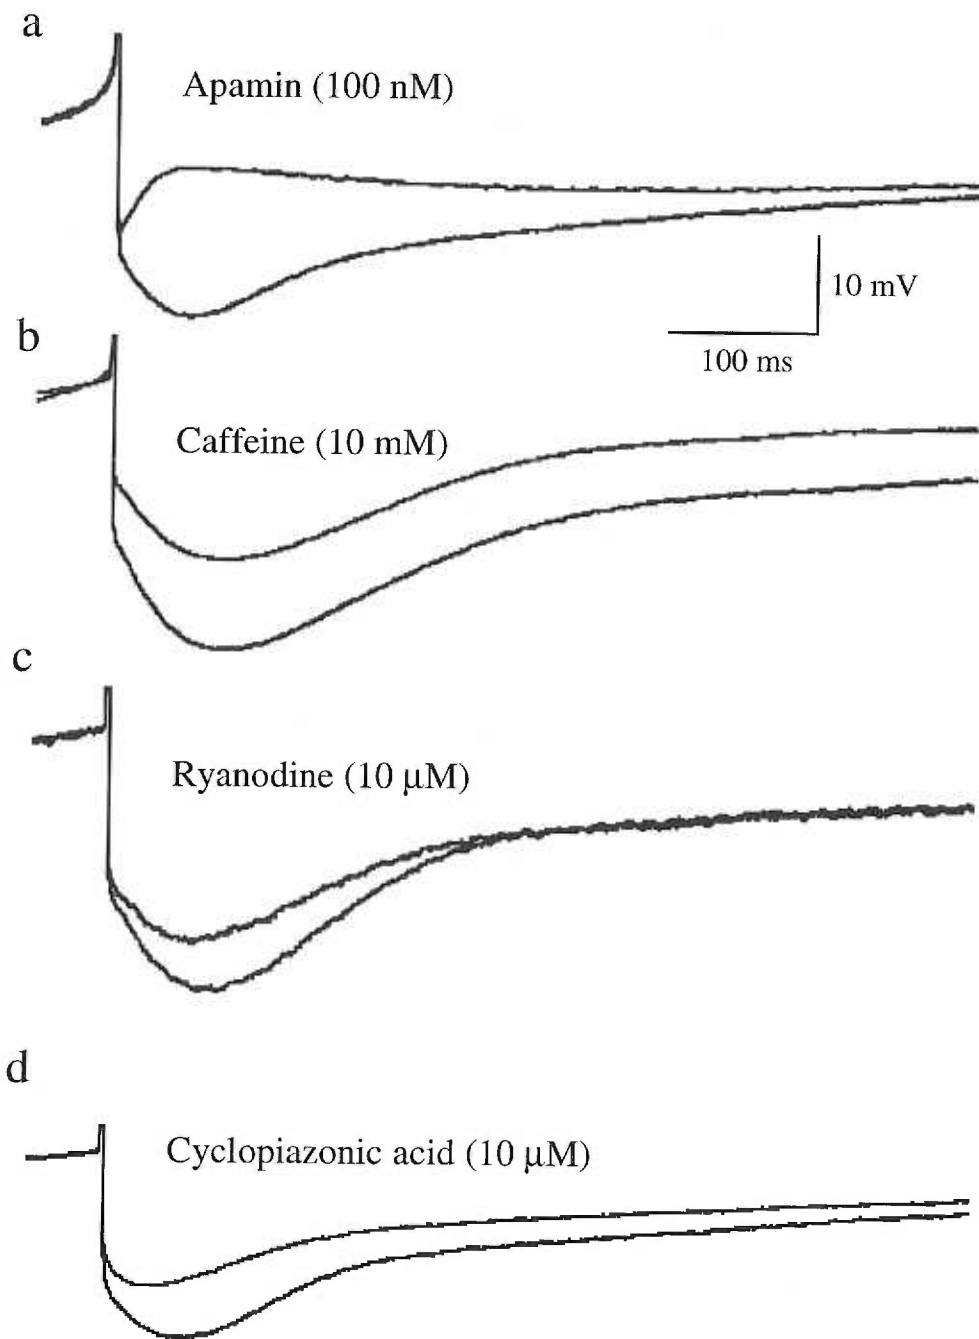 a
Apamin (100 nM)
10 mV
100 ms
b
Caffeine (10 mM)
c
Ryanodine (10 µM)
d
Cyclopiazonic acid (10 µM)